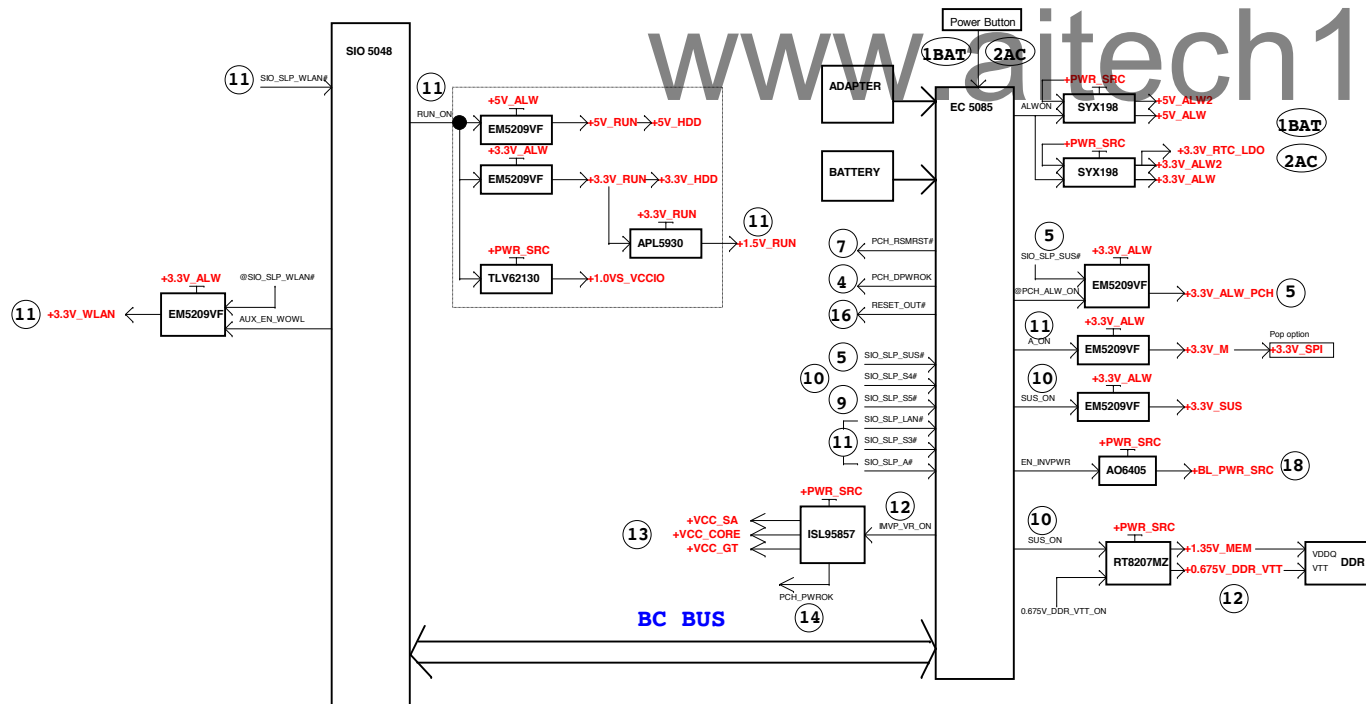 www.aitech1
Power Button
1BAT
2AC
SIO 5048
11
SIO_SLP_WLAN#
11
RUN_ON
+5V_ALW
EM5209VF
+5V_RUN
+5V_HDD
+3.3V_ALW
EM5209VF
+3.3V_RUN
+3.3V_HDD
+3.3V_RUN
APL5930
11
+1.5V_RUN
+PWR_SRC
TLV62130
+1.0VS_VCCIO
+3.3V_ALW
@SIO_SLP_WLAN#
11
+3.3V_WLAN
EM5209VF
AUX_EN_WOWL
ADAPTER
BATTERY
EC 5085
ALWON
+PWR_SRC
SYX198
+5V_ALW2
+5V_ALW
1BAT
+PWR_SRC
SYX198
+3.3V_RTC_LDO
+3.3V_ALW2
+3.3V_ALW
2AC
7
PCH_RSMRST#
4
PCH_DPWROK
16
RESET_OUT#
5
SIO_SLP_SUS#
+3.3V_ALW
EM5209VF
@PCH_ALW_ON
+3.3V_ALW_PCH
5
11
A_ON
+3.3V_ALW
EM5209VF
+3.3V_M
Pop option
+3.3V_SPI
5
SIO_SLP_SUS#
10
SIO_SLP_S4#
9
SIO_SLP_S5#
SIO_SLP_LAN#
11
SIO_SLP_S3#
SIO_SLP_A#
10
SUS_ON
+3.3V_ALW
EM5209VF
+3.3V_SUS
EN_INVPWR
+PWR_SRC
AO6405
+BL_PWR_SRC
18
+PWR_SRC
ISL95857
12
IMVP_VR_ON
13
+VCC_SA
+VCC_CORE
+VCC_GT
PCH_PWROK
14
10
SUS_ON
+PWR_SRC
RT8207MZ
+1.35V_MEM
+0.675V_DDR_VTT
12
VDDQ
VTT
DDR
0.675V_DDR_VTT_ON
BC BUS